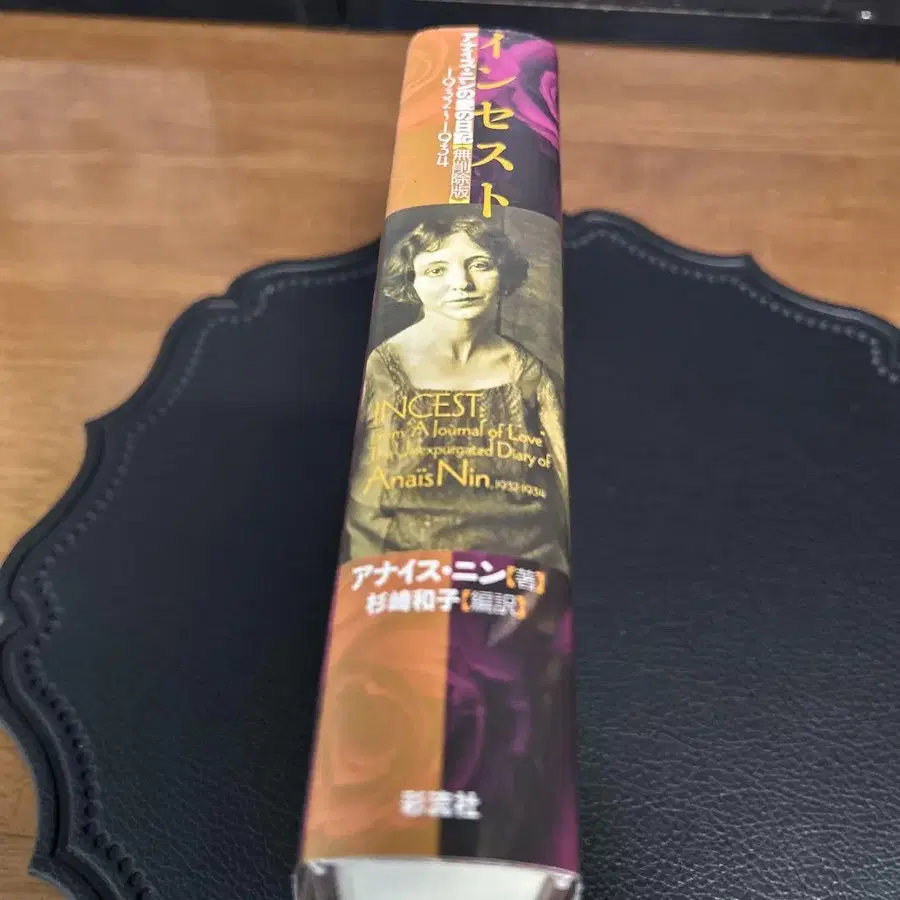 インセスト
アナイス・ニンの愛の日記【無削除版】
1932~1934
INCEST
From "A Journal of Love"
The Unexpurgated Diary of
Anaïs Nin, 1932-1934
アナイス・ニン【著】
杉崎和子【編訳】
彩流社